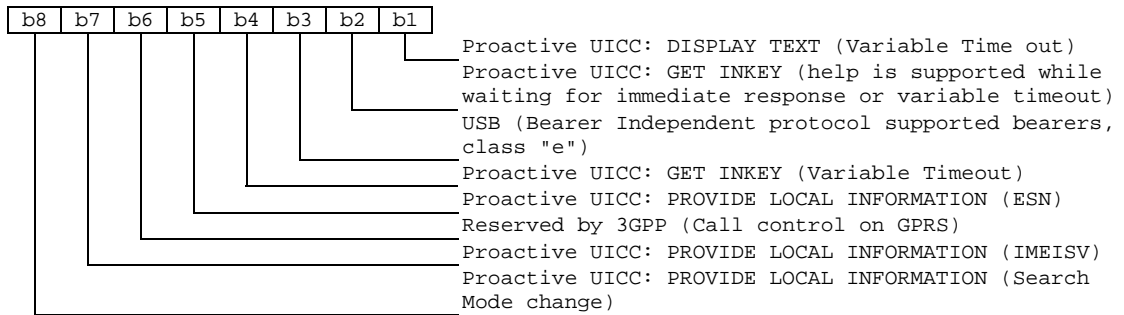 b8 b7 b6 b5 b4 b3 b2 b1
Proactive UICC: DISPLAY TEXT (Variable Time out)
Proactive UICC: GET INKEY (help is supported while
waiting for immediate response or variable timeout)
USB (Bearer Independent protocol supported bearers,
class "e")
Proactive UICC: GET INKEY (Variable Timeout)
Proactive UICC: PROVIDE LOCAL INFORMATION (ESN)
Reserved by 3GPP (Call control on GPRS)
Proactive UICC: PROVIDE LOCAL INFORMATION (IMEISV)
Proactive UICC: PROVIDE LOCAL INFORMATION (Search
Mode change)